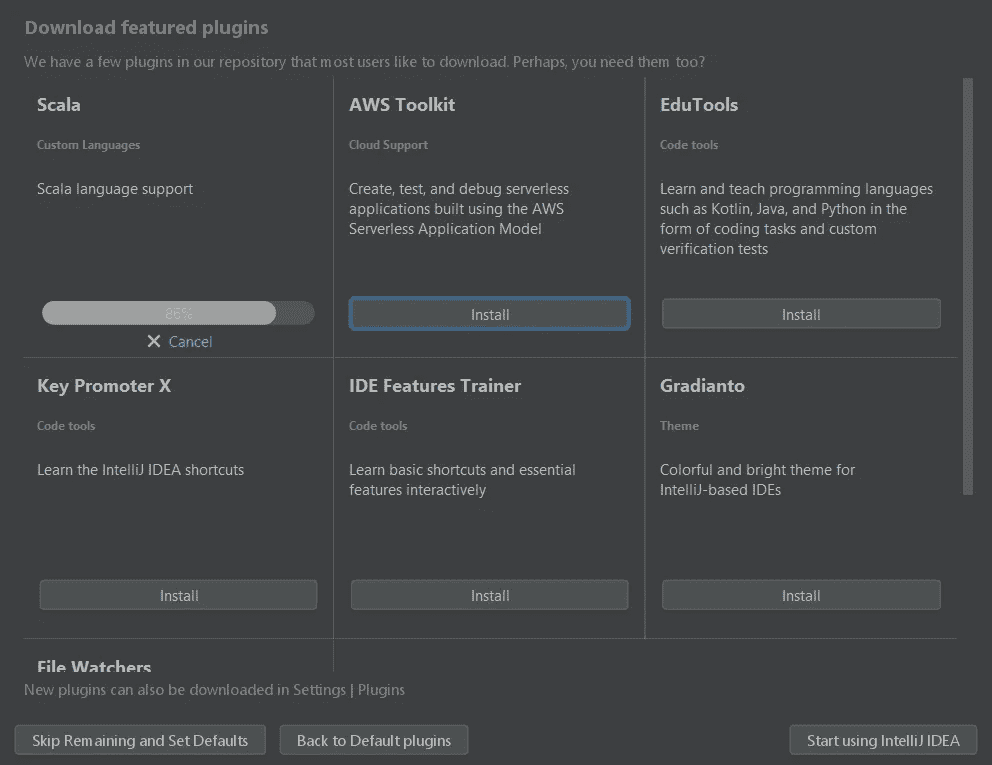 Download featured plugins
We have a few plugins in our repository that most users like to download. Perhaps, you need them too?
Scala
Custom Languages
Scala language support
86%
Cancel
AWS Toolkit
Cloud Support
Create, test, and debug serverless
applications built using the AWS
Serverless Application Model
Install
EduTools
Code tools
Learn and teach programming languages
such as Kotlin, Java, and Python in the
form of coding tasks and custom
verification tests
Install
Key Promoter X
Code tools
Learn the IntelliJ IDEA shortcuts
Install
IDE Features Trainer
Code tools
Learn basic shortcuts and essential
features interactively
Install
Gradianto
Theme
Colorful and bright theme for
IntelliJ-based IDEs
Install
File Watchers
New plugins can also be downloaded in Settings | Plugins
Skip Remaining and Set Defaults
Back to Default plugins
Start using IntelliJ IDEA